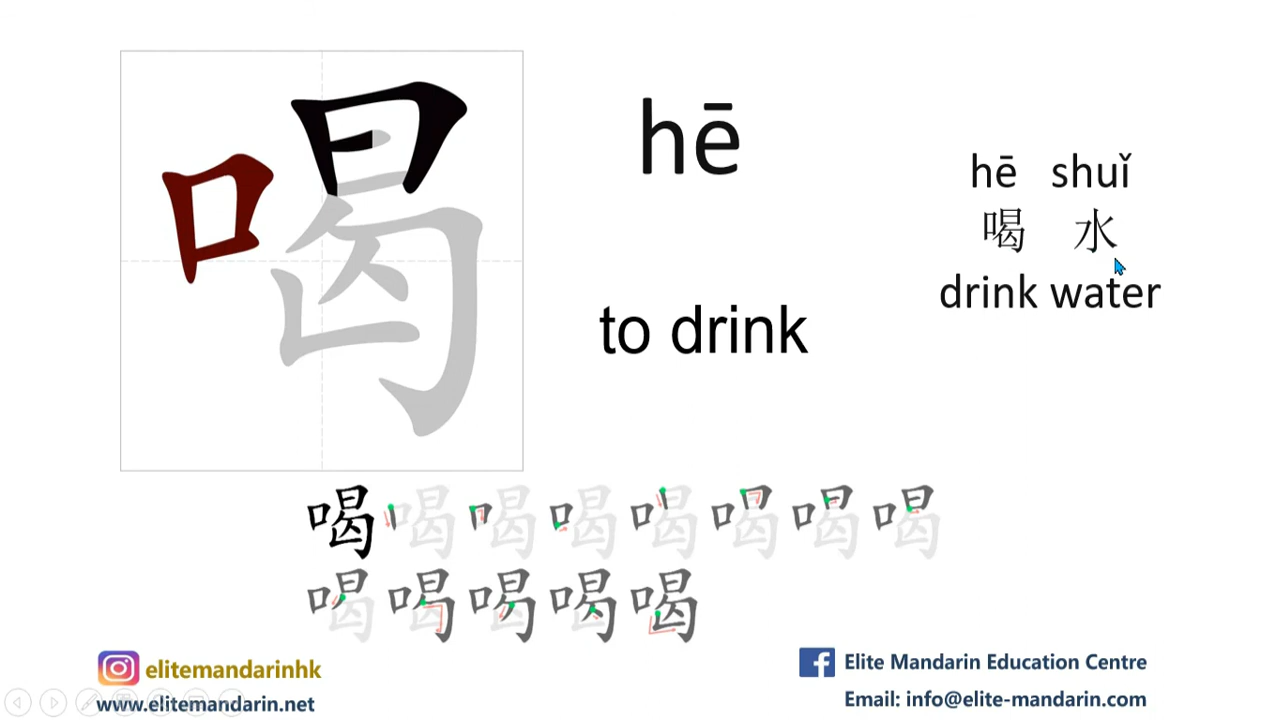 喝
hē
to drink
hē shuǐ
喝 水
drink water
喝 喝 喝 喝 喝 喝 喝 喝
喝 喝 喝 喝 喝
elitemandarinhk
www.elitemandarin.net
Elite Mandarin Education Centre
Email: info@elite-mandarin.com